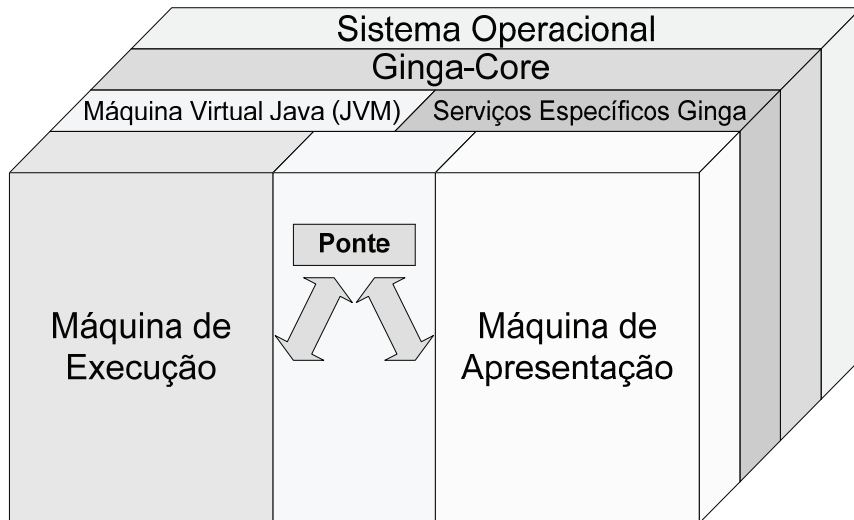 Sistema Operacional
Ginga-Core
Máquina Virtual Java (JVM)
Serviços Específicos Ginga
Ponte
Máquina de
Execução
Máquina de
Apresentação